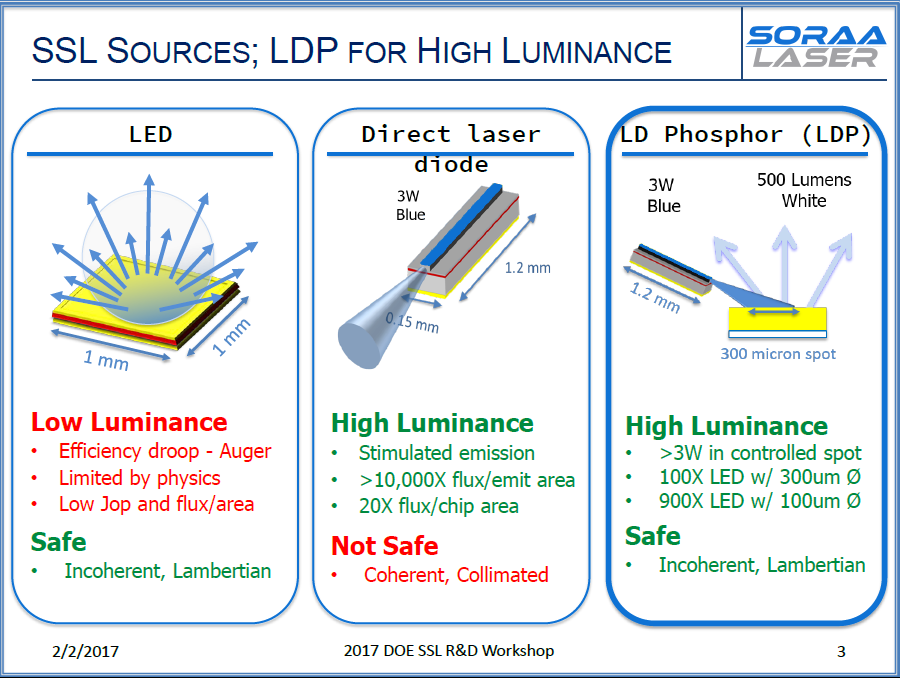 SSL SOURCES; LDP FOR HIGH LUMINANCE
SORAA
LASER
LED
1 mm
1 mm
Low Luminance
• Efficiency droop - Auger
• Limited by physics
• Low Jop and flux/area
Safe
• Incoherent, Lambertian
Direct laser
diode
3W
Blue
1.2 mm
0.15 mm
High Luminance
• Stimulated emission
• >10,000X flux/emit area
• 20X flux/chip area
Not Safe
• Coherent, Collimated
LD Phosphor (LDP)
3W
Blue
500 Lumens
White
1.2 mm
300 micron spot
High Luminance
• >3W in controlled spot
• 100X LED w/ 300um Ø
• 900X LED w/ 100um Ø
Safe
• Incoherent, Lambertian
2/2/2017
2017 DOE SSL R&D Workshop
3